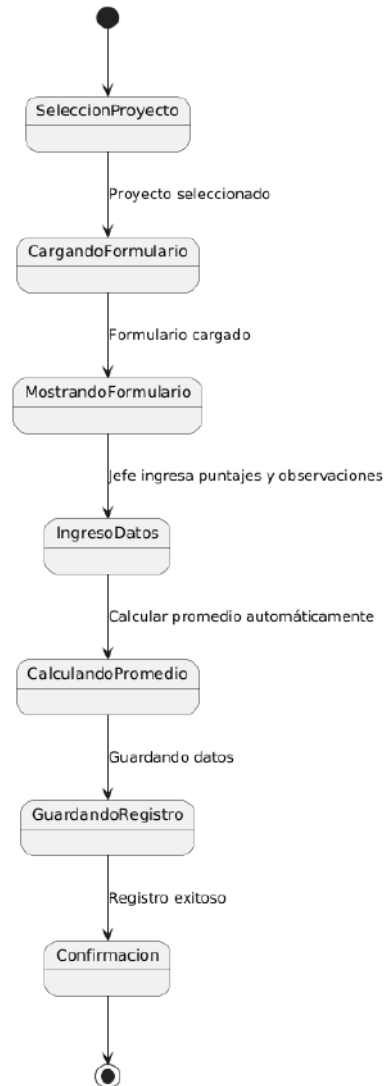 SeleccionProyecto
Proyecto seleccionado
CargandoFormulario
Formulario cargado
MostrandoFormulario
Jefe ingresa puntajes y observaciones
IngresoDatos
Calcular promedio automáticamente
CalculandoPromedio
Guardando datos
GuardandoRegistro
Registro exitoso
Confirmacion